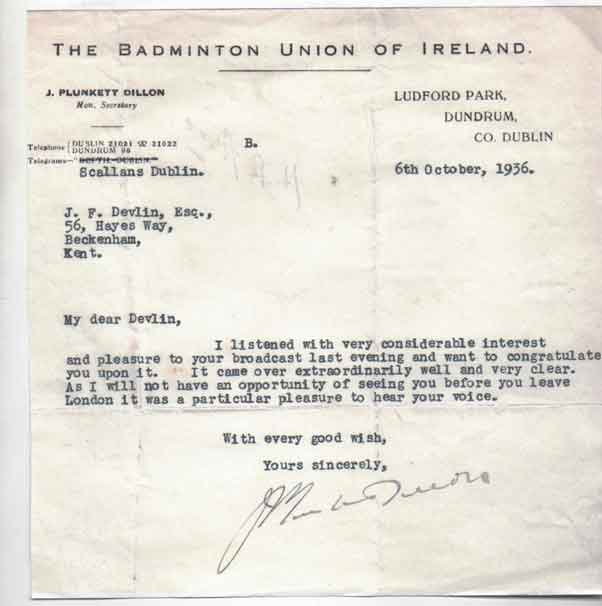 THE BADMINTON UNION OF IRELAND.
J. PLUNKETT DILLON
Hon. Secretary
LUDFORD PARK,
DUNDRUM,
CO. DUBLIN
Telephone { DUBLIN 21021 & 21022
DUNDRUM 96
B.
Telegrams—"DUPTIL DUBLIN."
Scallans Dublin.
6th October, 1936.
J. F. Devlin, Esq.,
56, Hayes Way,
Beckenham,
Kent.
My dear Devlin,
I listened with very considerable interest
and pleasure to your broadcast last evening and want to congratulate
you upon it. It came over extraordinarily well and very clear.
As I will not have an opportunity of seeing you before you leave
London it was a particular pleasure to hear your voice.
With every good wish,
Yours sincerely,